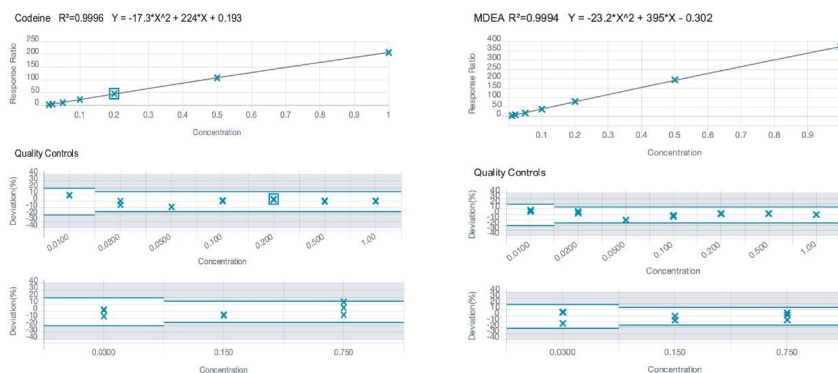 Codeine R²=0.9996 Y = -17.3*X^2 + 224*X + 0.193
Response Ratio
250
200
150
100
50
0
0.1 0.2 0.3 0.4 0.5 0.6 0.7 0.8 0.9 1
Concentration
Quality Controls
Deviation(%)
40
30
20
10
0
-10
-20
-30
-40
0.0100 0.0200 0.0500 0.100 0.200 0.500 1.00
Concentration
Deviation(%)
40
30
20
10
0
-10
-20
-30
-40
0.0300 0.150 0.750
Concentration
MDEA R²=0.9994 Y = -23.2*X^2 + 395*X - 0.302
Response Ratio
400
350
300
250
200
150
100
50
0
0.1 0.2 0.3 0.4 0.5 0.6 0.7 0.8 0.9
Concentration
Quality Controls
Deviation(%)
40
30
20
10
0
-10
-20
-30
-40
0.0100 0.0200 0.0500 0.100 0.200 0.500 1.00
Concentration
Deviation(%)
40
30
20
10
0
-10
-20
-30
-40
0.0300 0.150 0.750
Concentration